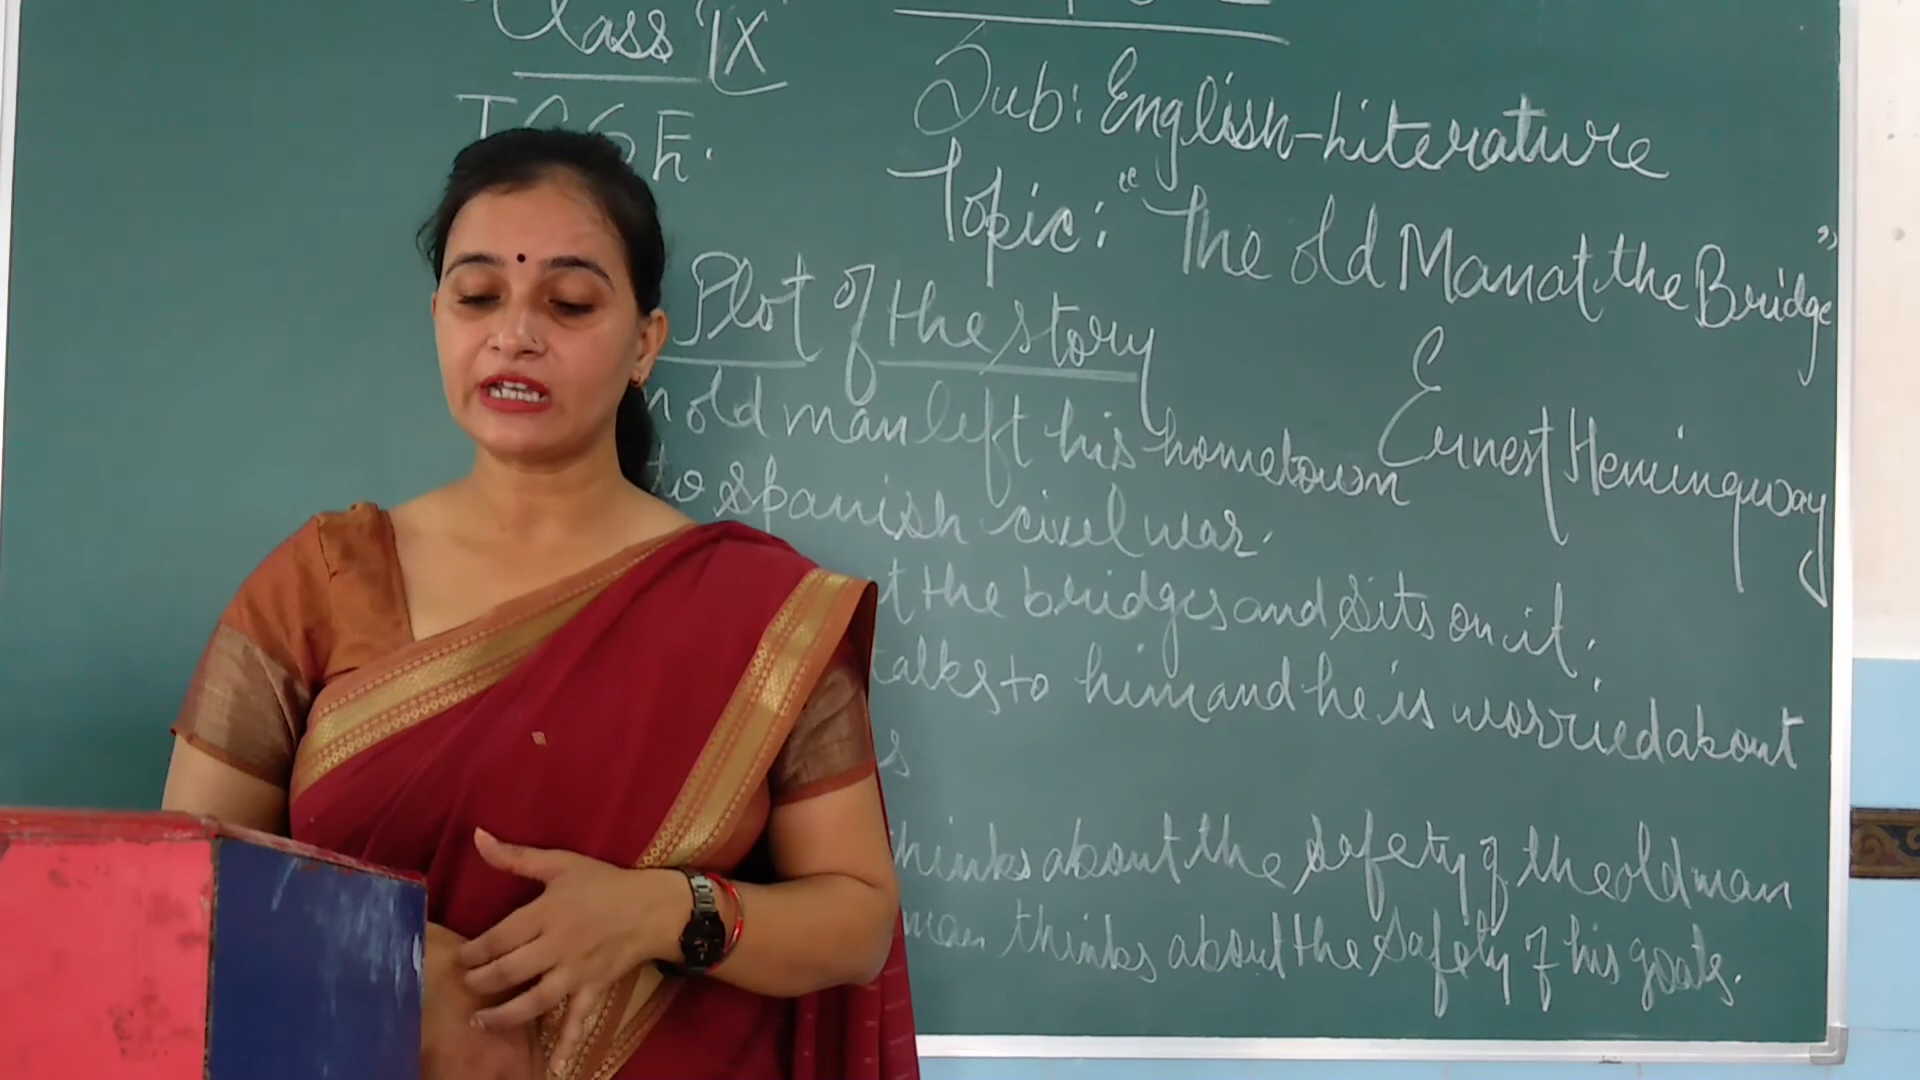 Class IX
Sub: English-Literature
Topic: "The old Man at the Bridge"
Ernest Hemingway
Plot of the story
old man left his hometown
to Spanish civil war.
the bridges and sits on it.
talks to him and he is worried about
thinks about the safety of the old man
man thinks about the safety of his goats.